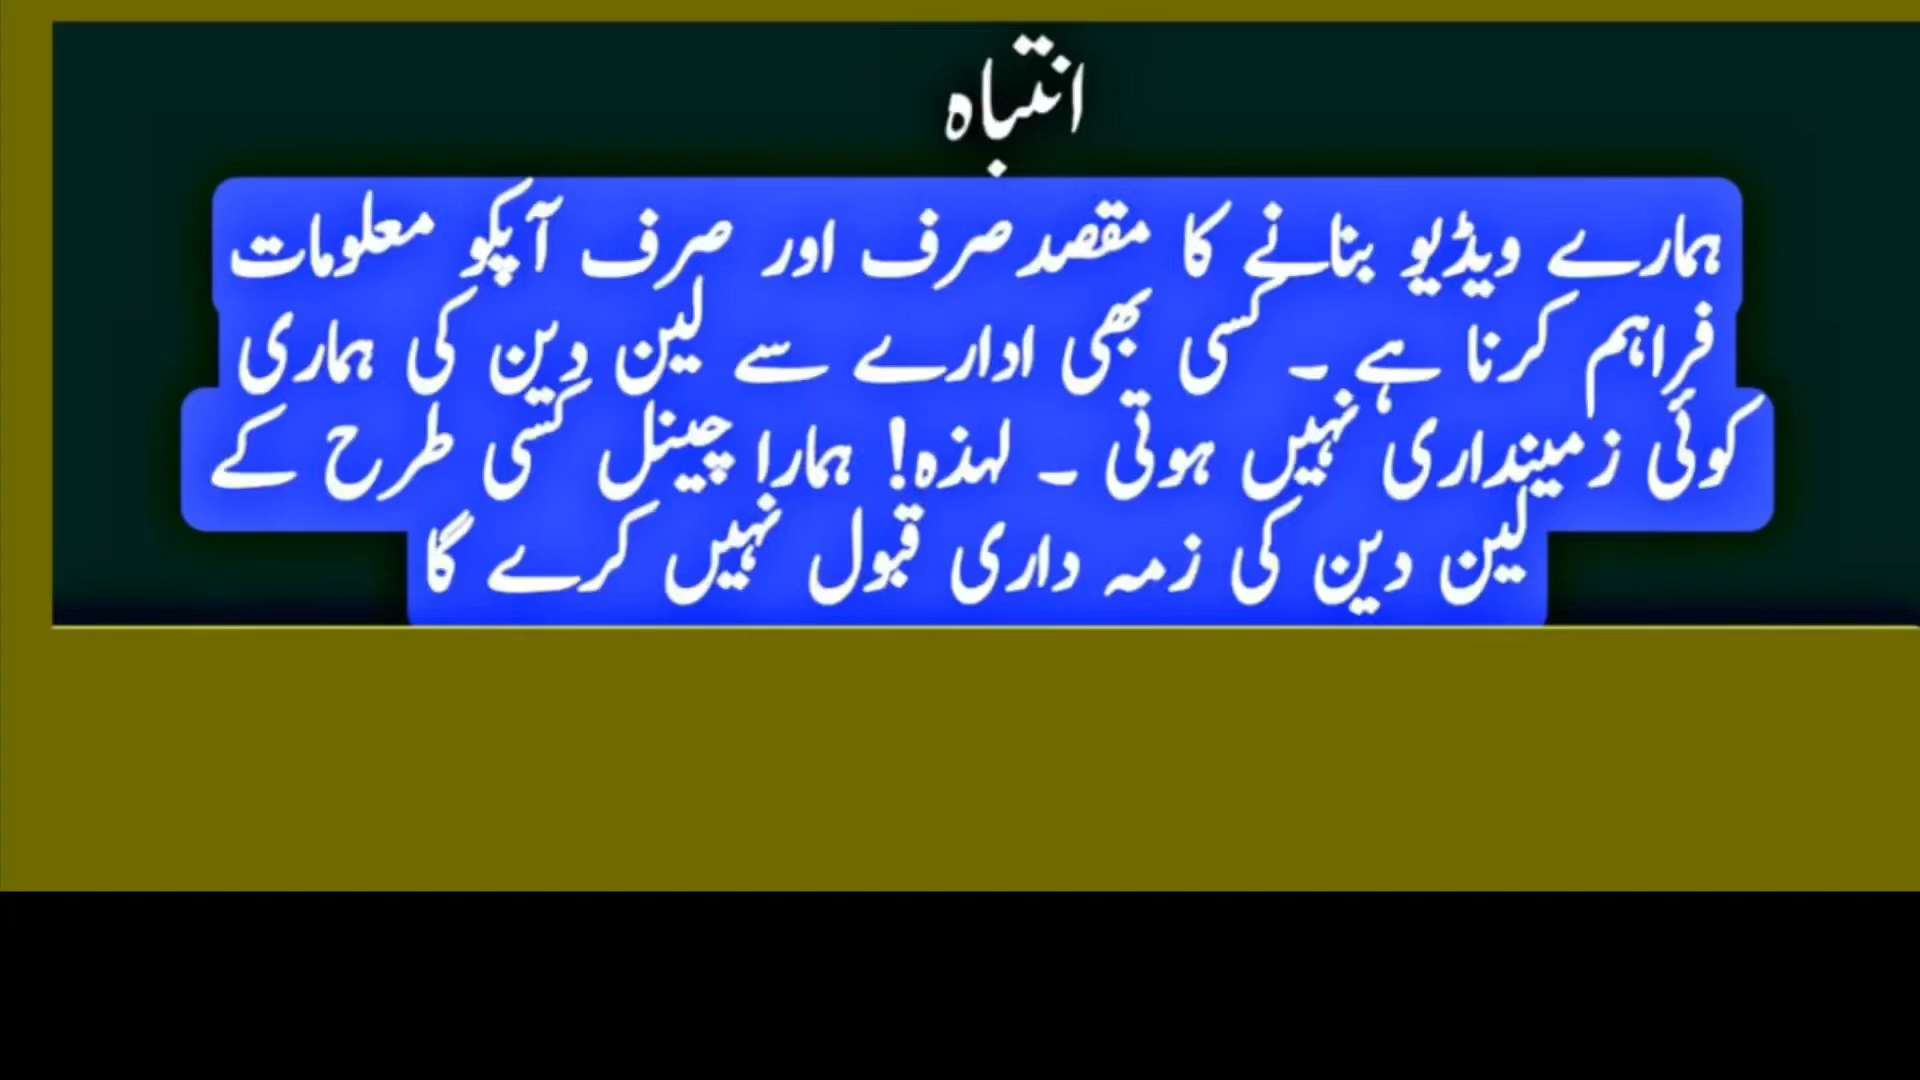 انتباہ
ہمارے ویڈیو بنانے کا مقصد صرف اور صرف آپکو معلومات
فراہم کرنا ہے ۔ کسی بھی ادارے سے لین دین کی ہماری
کوئی زمینداری نہیں ہوتی ۔ لہذہ! ہمارا چینل کسی طرح کے
لین دین کی زمہ داری قبول نہیں کرے گا